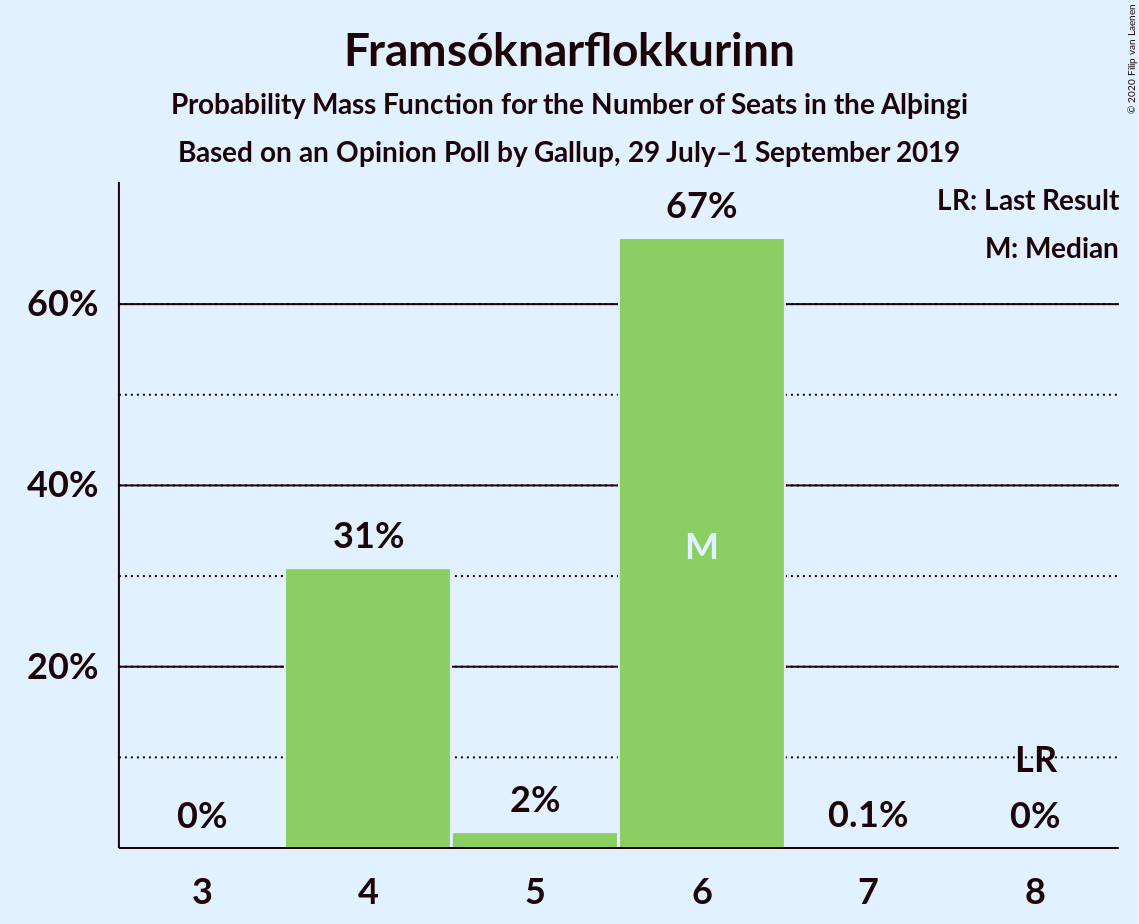 Framsóknarflokkurinn
Probability Mass Function for the Number of Seats in the Alþingi
Based on an Opinion Poll by Gallup, 29 July–1 September 2019
© 2020 Filip van Laenen
LR: Last Result
M: Median
67%
60%
40%
31%
M
20%
LR
0%
2%
0.1%
0%
3 4 5 6 7 8